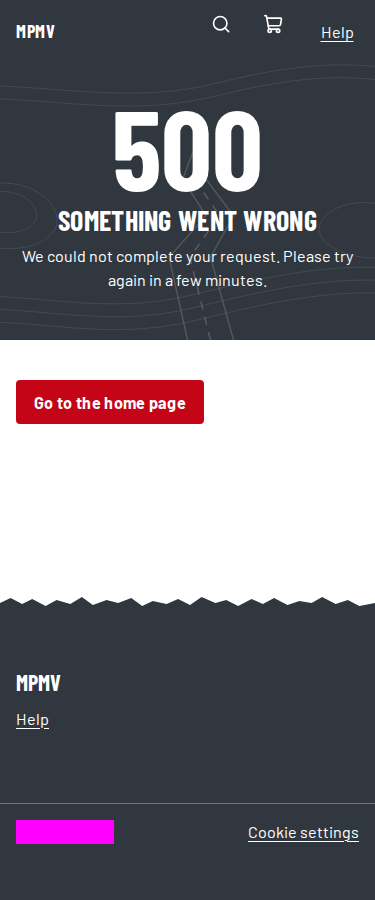 MPMV
Help
500
SOMETHING WENT WRONG
We could not complete your request. Please try
again in a few minutes.
Go to the home page
MPMV
Help
Cookie settings